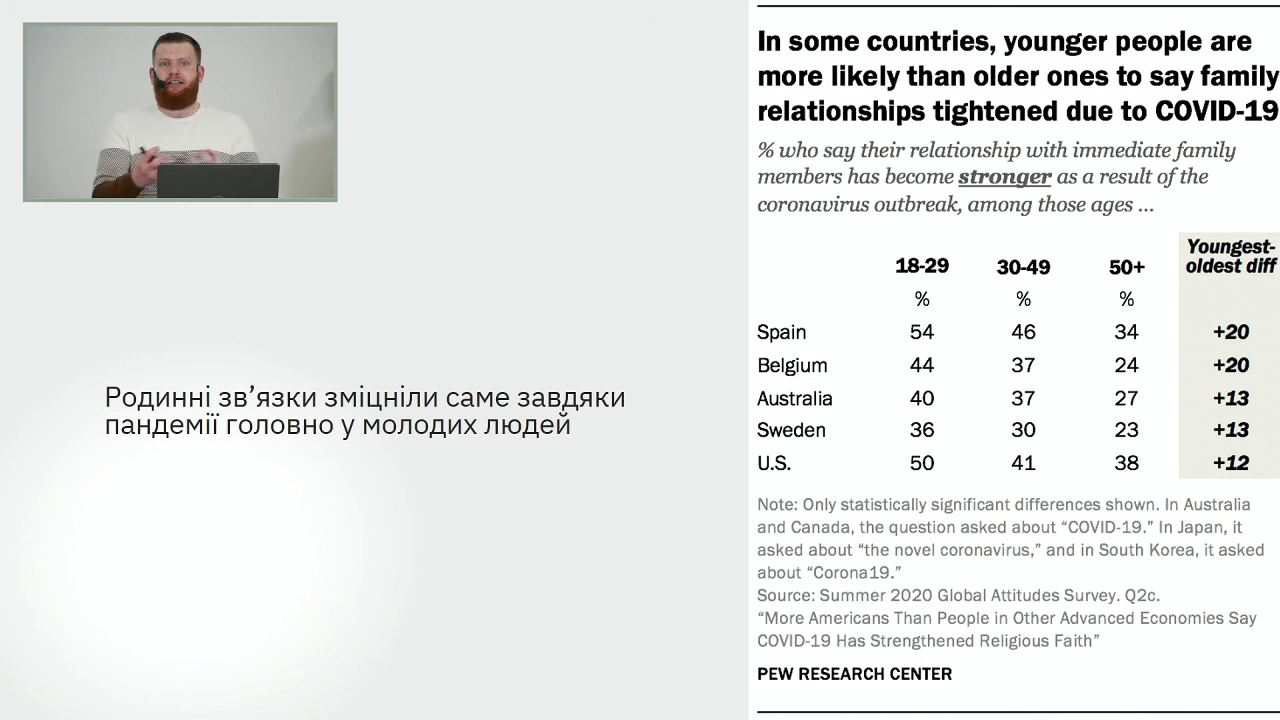 Родинні зв’язки зміцніли саме завдяки
пандемії головно у молодих людей
In some countries, younger people are
more likely than older ones to say family
relationships tightened due to COVID-19
% who say their relationship with immediate family
members has become stronger as a result of the
coronavirus outbreak, among those ages ...
Youngest-
18-29 30-49 50+ oldest diff
% % %
Spain 54 46 34 +20
Belgium 44 37 24 +20
Australia 40 37 27 +13
Sweden 36 30 23 +13
U.S. 50 41 38 +12
Note: Only statistically significant differences shown. In Australia
and Canada, the question asked about “COVID-19.” In Japan, it
asked about “the novel coronavirus,” and in South Korea, it asked
about “Corona19.”
Source: Summer 2020 Global Attitudes Survey. Q2c.
“More Americans Than People in Other Advanced Economies Say
COVID-19 Has Strengthened Religious Faith”
PEW RESEARCH CENTER